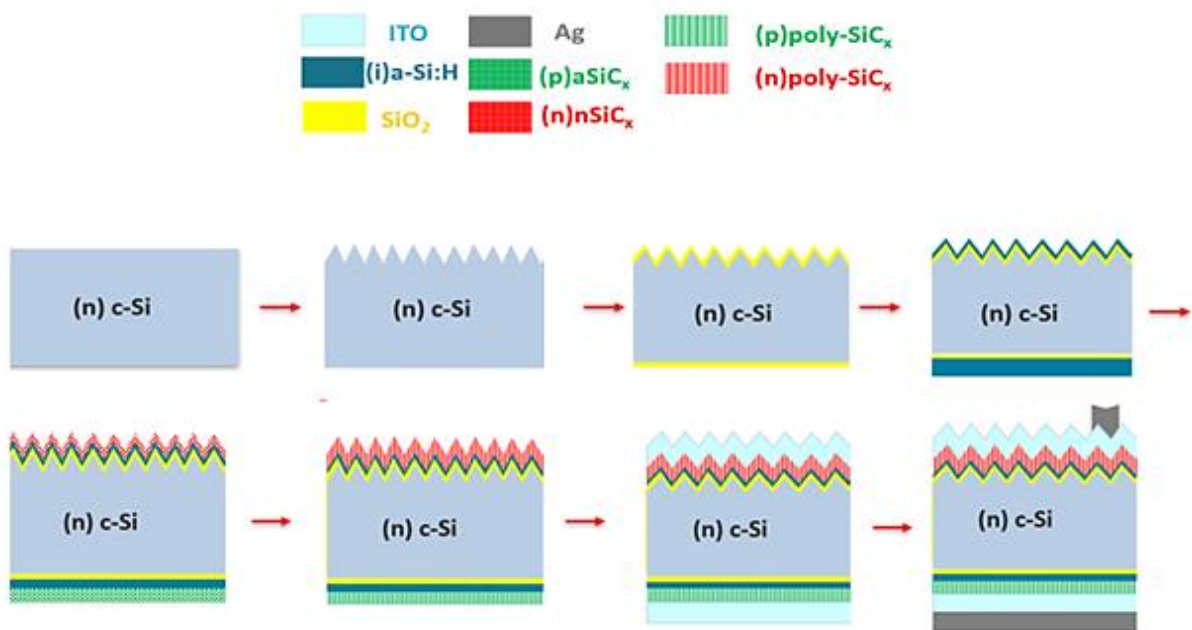 ITO
Ag
(p)poly-SiCₓ
(i)a-Si:H
(p)aSiCₓ
(n)poly-SiCₓ
SiO₂
(n)nSiCₓ
(n) c-Si
(n) c-Si
(n) c-Si
(n) c-Si
(n) c-Si
(n) c-Si
(n) c-Si
(n) c-Si